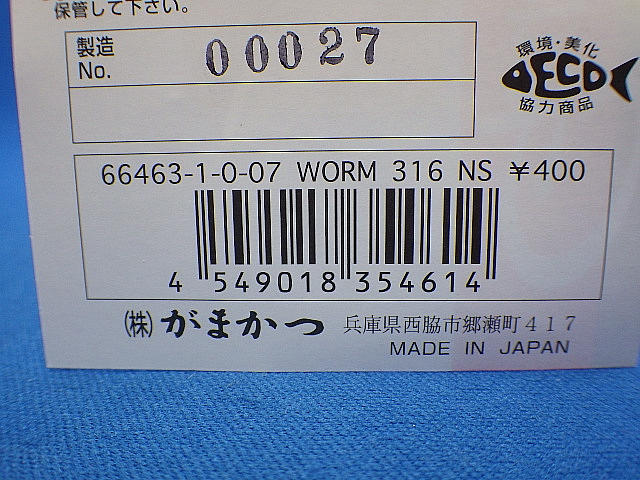 保管して下さい。
製造
No.
00027
環境・美化
DECO
協力商品
66463-1-0-07 WORM 316 NS ¥400
4 549018 354614
(株)がまかつ 兵庫県西脇市郷瀬町417
MADE IN JAPAN